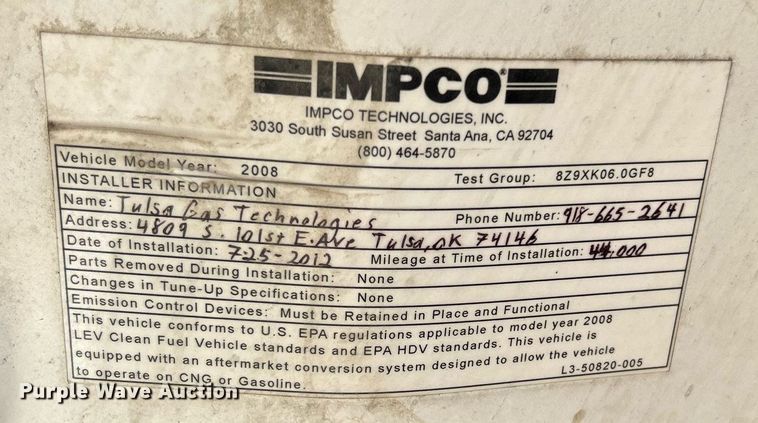 IMPCO®
IMPCO TECHNOLOGIES, INC.
3030 South Susan Street Santa Ana, CA 92704
(800) 464-5870
Vehicle Model Year: 2008 Test Group: 8Z9XK06.0GF8
INSTALLER INFORMATION
Name: Tulsa Gas Technologies Phone Number: 918-665-2641
Address: 4809 S. 101st E. Ave Tulsa, OK 74146
Date of Installation: 7-25-2012 Mileage at Time of Installation: 44,000
Parts Removed During Installation: None
Changes in Tune-Up Specifications: None
Emission Control Devices: Must be Retained in Place and Functional
This vehicle conforms to U.S. EPA regulations applicable to model year 2008
LEV Clean Fuel Vehicle standards and EPA HDV standards. This vehicle is
equipped with an aftermarket conversion system designed to allow the vehicle
to operate on CNG or Gasoline. L3-50820-005
Purple Wave Auction